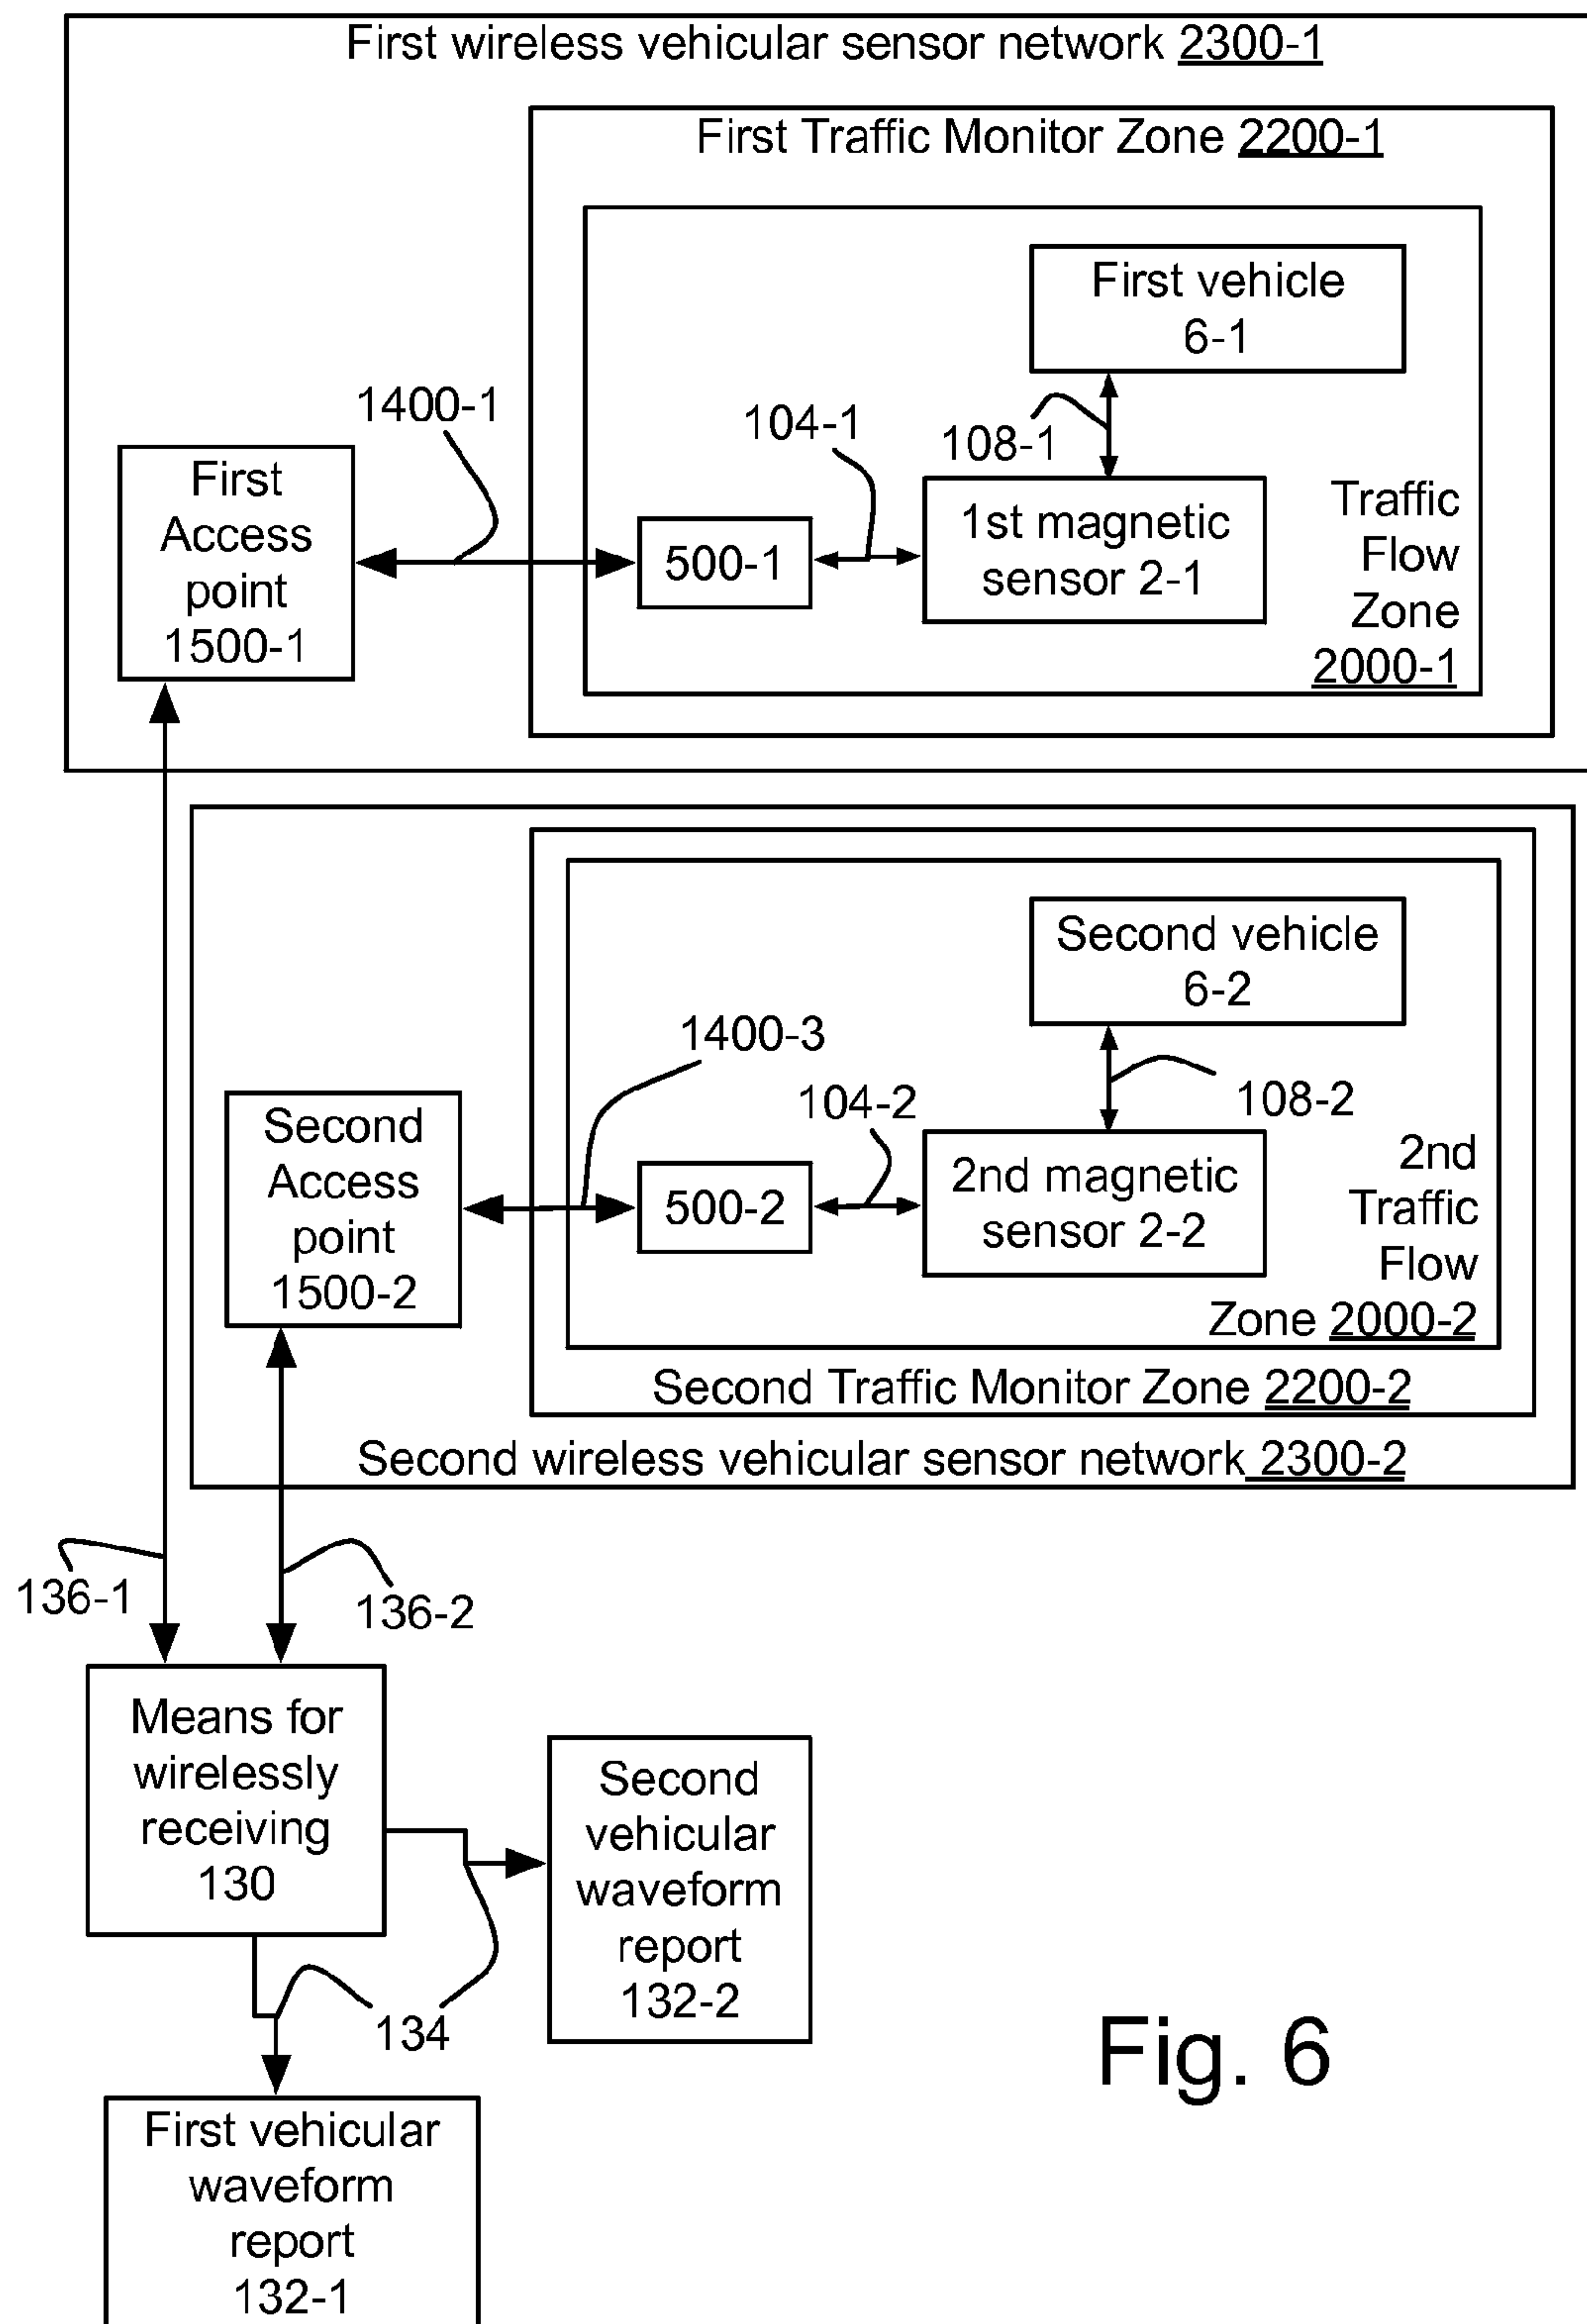 First wireless vehicular sensor network 2300-1
First Traffic Monitor Zone 2200-1
First vehicle
6-1
1400-1
104-1
108-1
First
Access
point
1500-1
500-1
1st magnetic
sensor 2-1
Traffic
Flow
Zone
2000-1
Second vehicle
6-2
1400-3
104-2
108-2
Second
Access
point
1500-2
500-2
2nd magnetic
sensor 2-2
2nd
Traffic
Flow
Zone 2000-2
Second Traffic Monitor Zone 2200-2
Second wireless vehicular sensor network 2300-2
136-1
136-2
Means for
wirelessly
receiving
130
Second
vehicular
waveform
report
132-2
134
First vehicular
waveform
report
132-1
Fig. 6